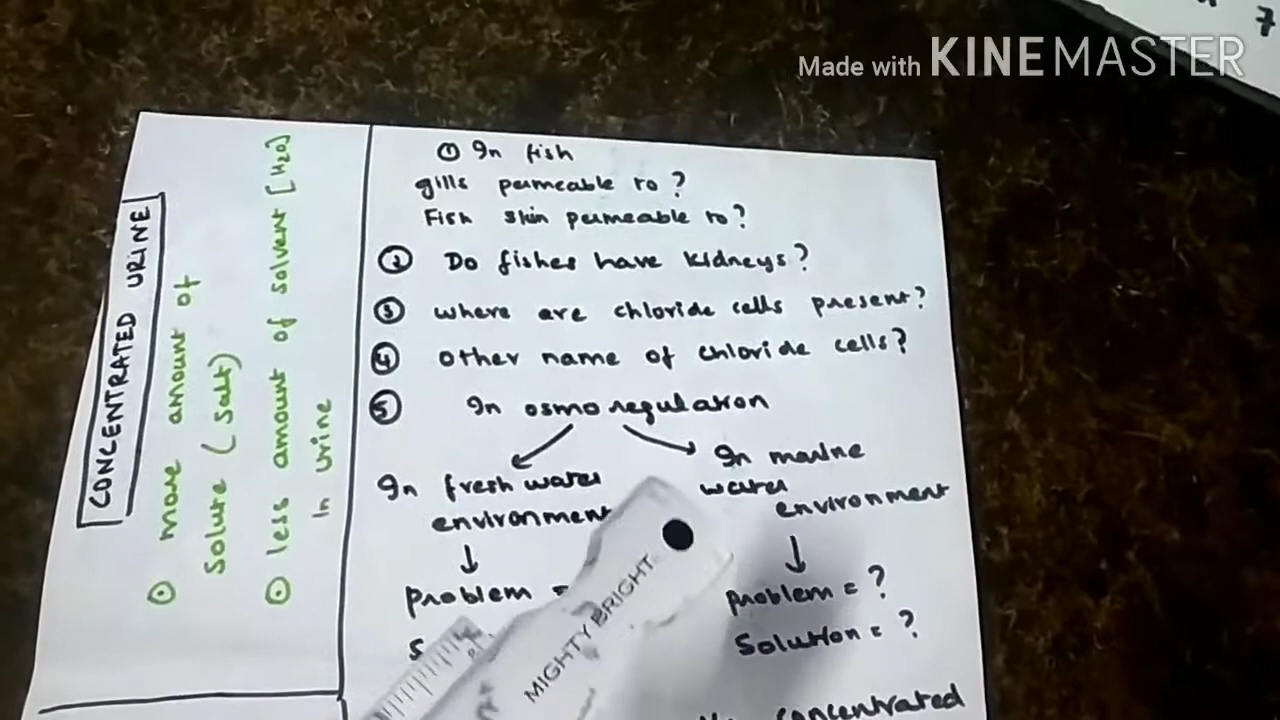 Made with KINEMASTER
7
CONCENTRATED URINE
⊙ more amount of
solute (salt)
⊙ less amount of solvent [H2O]
in urine
① In fish
gills permeable to ?
Fish skin permeable to ?
② Do fishes have kidneys ?
③ where are chloride cells present ?
④ Other name of chloride cells ?
⑤ In osmoregulation
In fresh water
environment
↓
Problem =
S
In marine
water
environment
↓
Problem = ?
Solution = ?
concentrated
MIGHTY BRIGHT